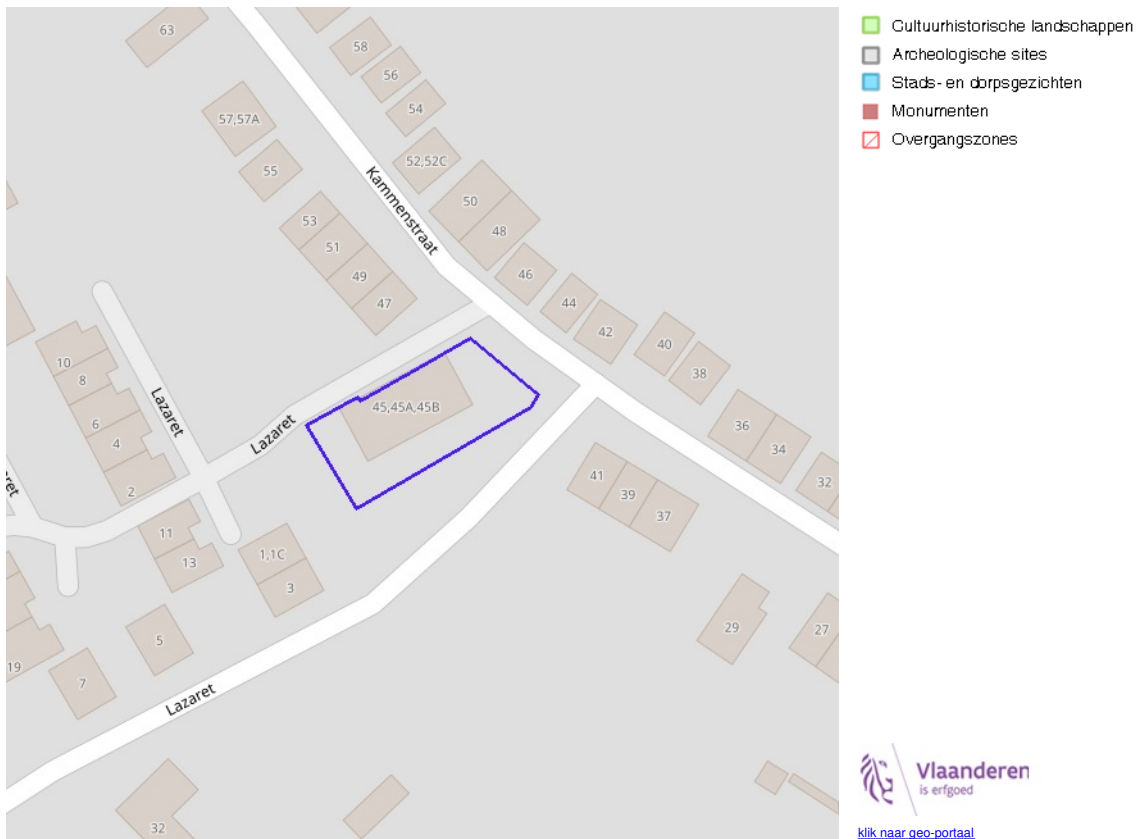 63
58
56
54
57,57A
52,52C
55
Kammenstraat
50
53
48
51
49
46
47
44
42
40
38
10
8
Lazaret
6
4
2
Lazaret
45,45A,45B
36
34
32
41
39
37
11
13
1,1C
3
5
7
19
29
27
Lazaret
32
Cultuurhistorische landschappen
Archeologische sites
Stads- en dorpsgezichten
Monumenten
Overgangszones
Vlaanderen
is erfgoed
klik naar geo-portaal